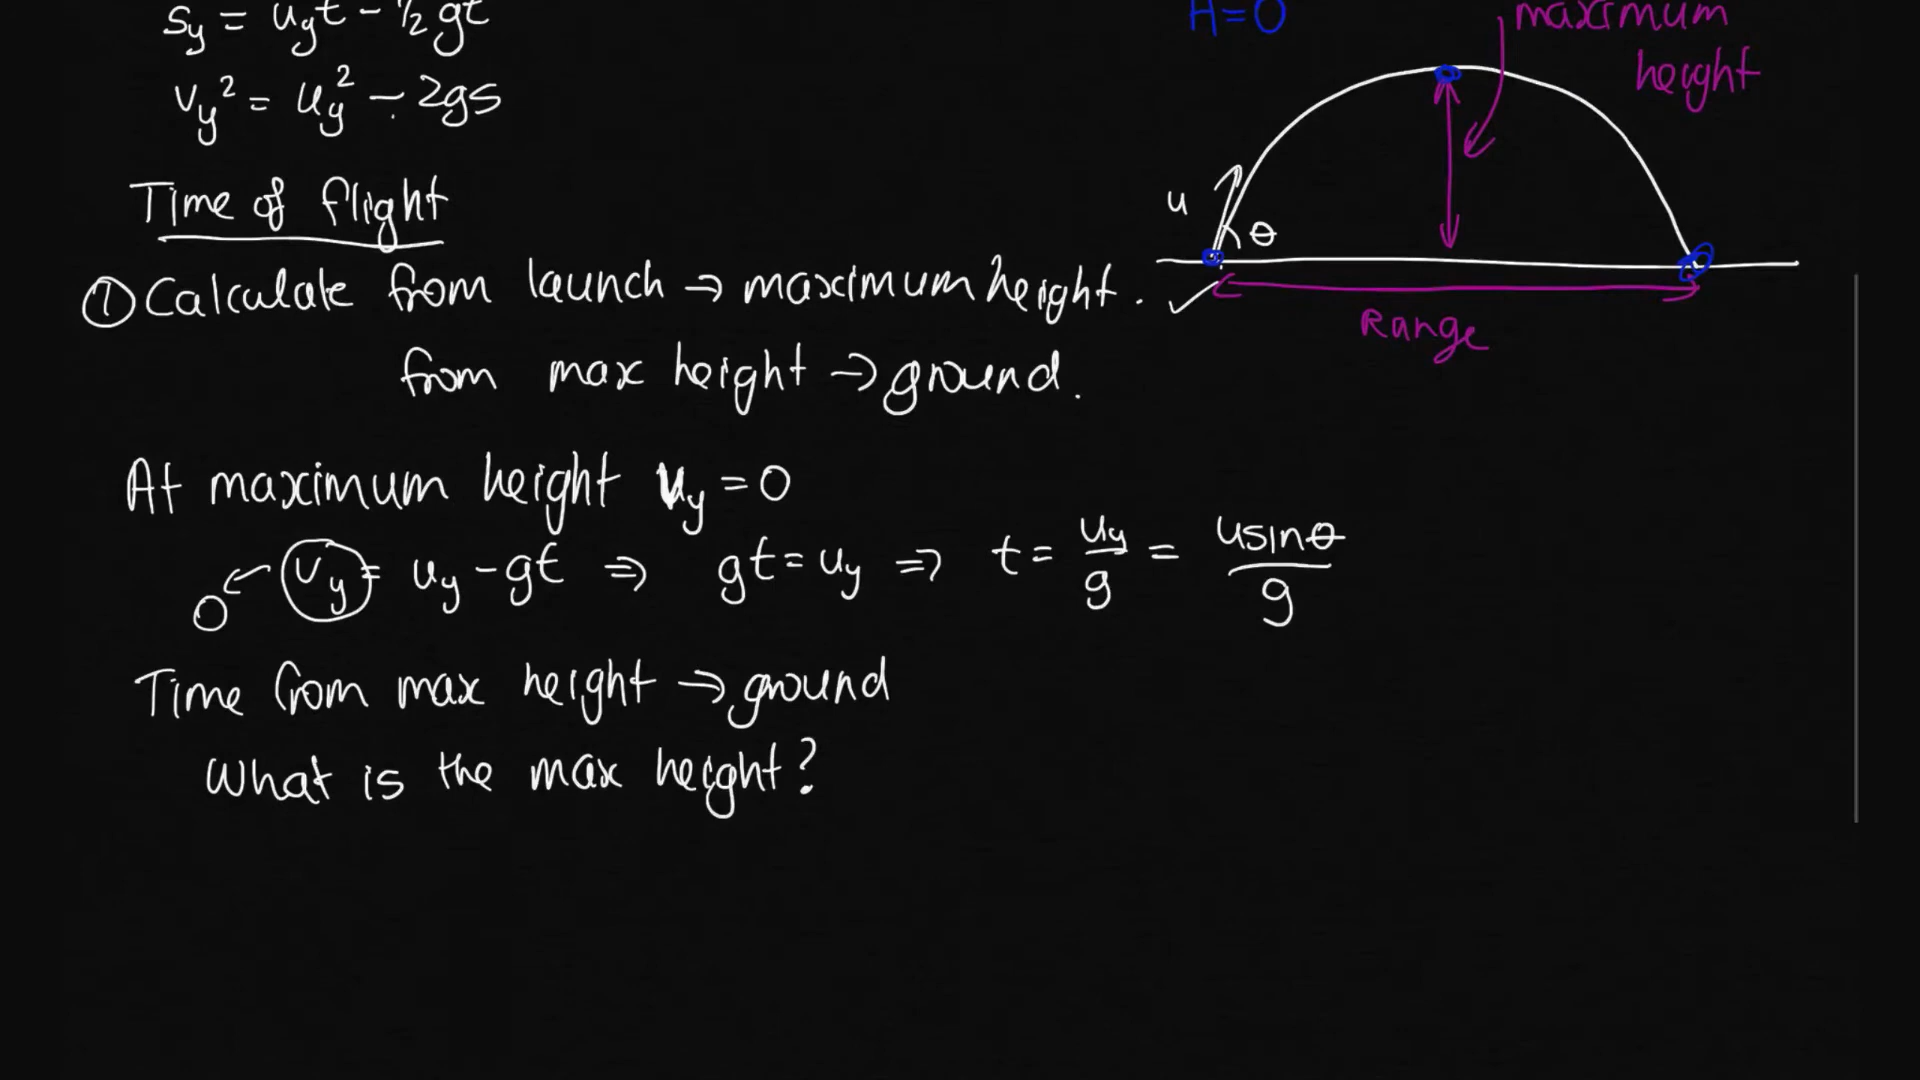 sy = uyt - ½ gt
vy² = uy² - 2gs
H=0
maximum
height
Time of flight
u
θ
① Calculate from launch → maximum height. ✓
Range
from max height → ground.
At maximum height vy = 0
0 ← vy = uy - gt ⇒ gt = uy ⇒ t = uy/g = usinθ/g
Time from max height → ground
What is the max height?